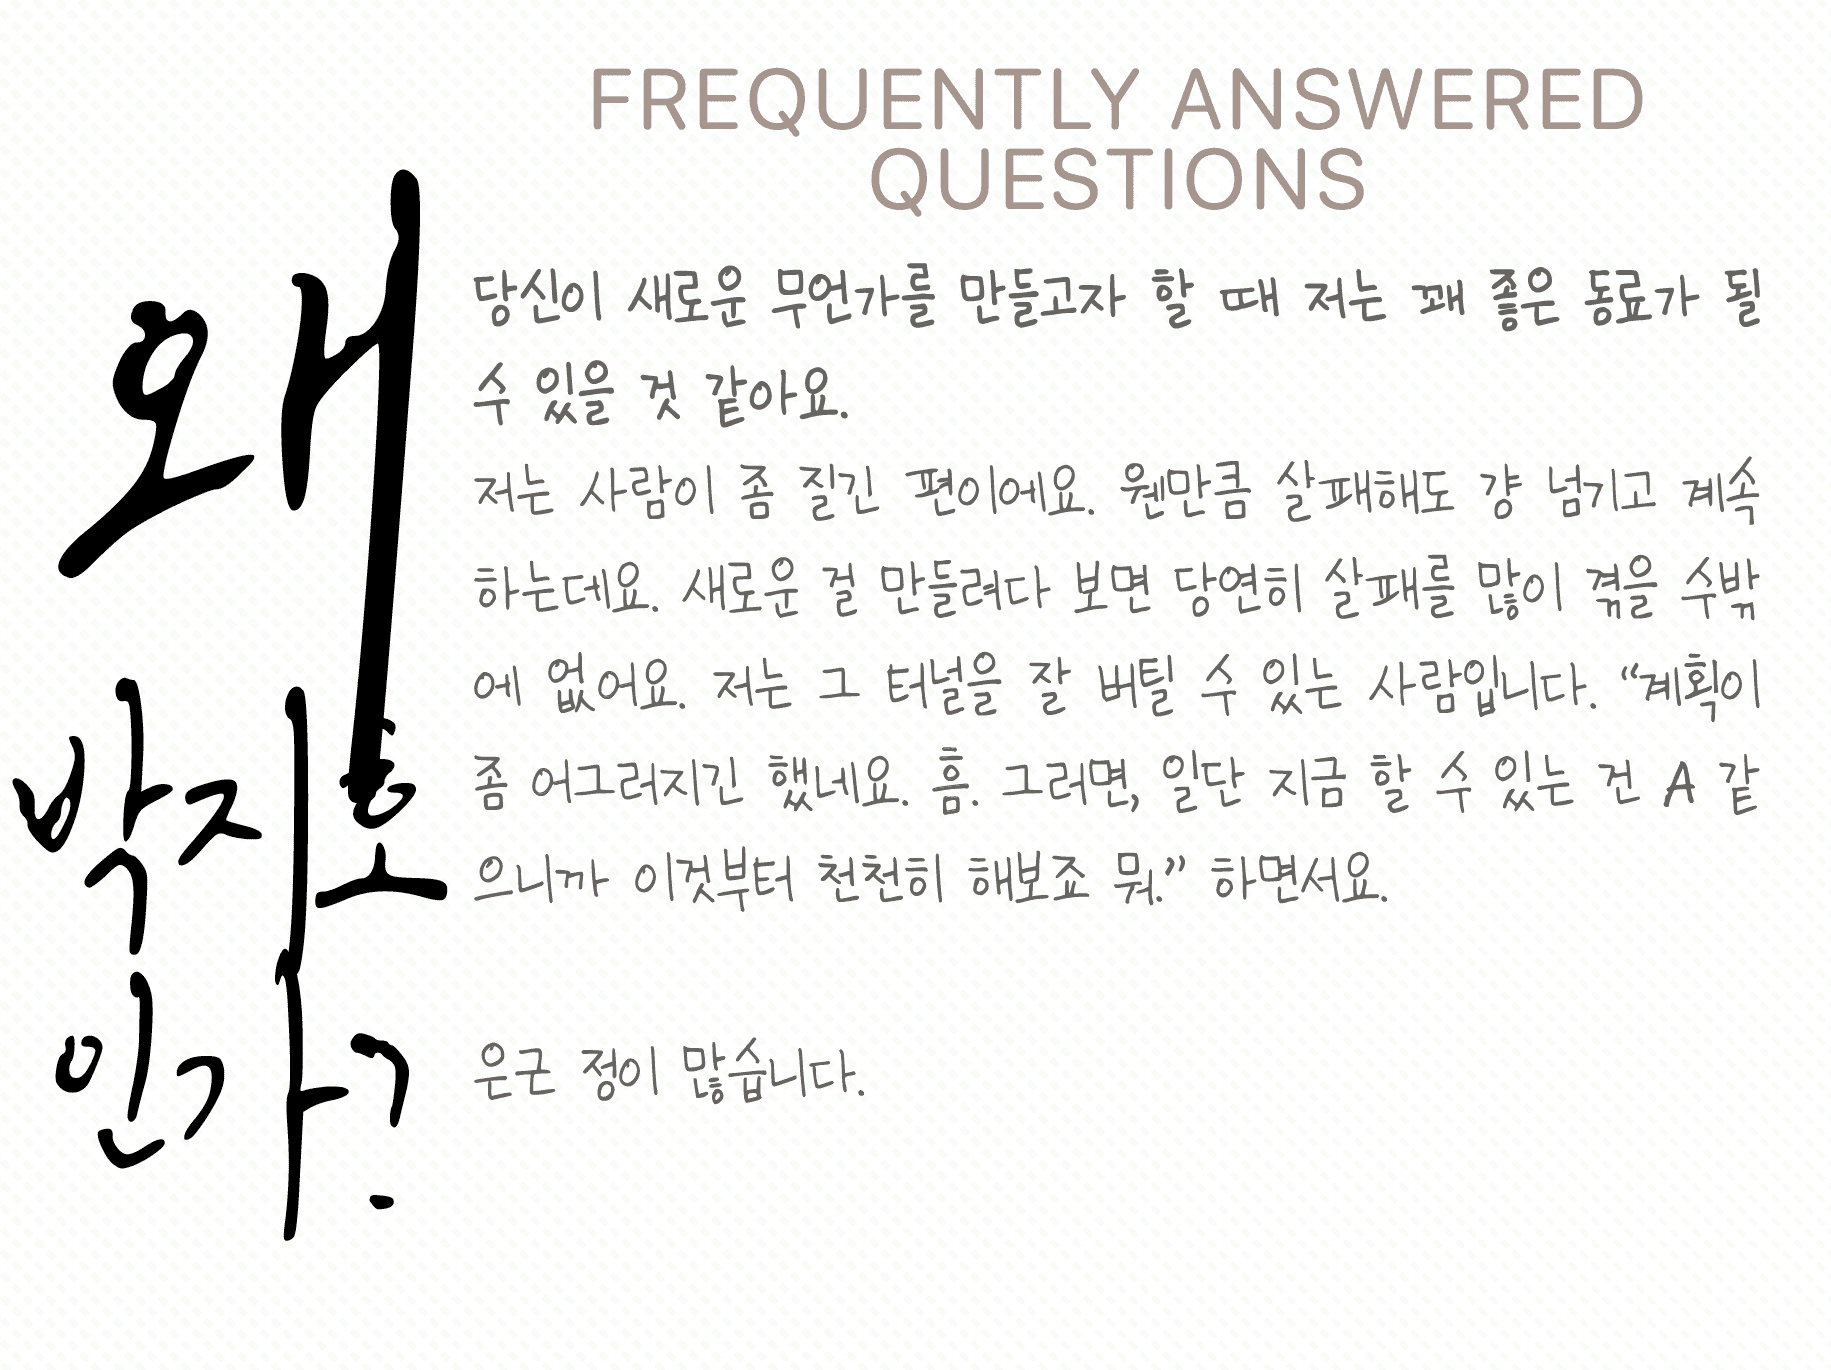 FREQUENTLY ANSWERED
QUESTIONS
왜
박지호
인가?
당신이 새로운 무언가를 만들고자 할 때 저는 꽤 좋은 동료가 될
수 있을 것 같아요.
저는 사람이 좀 질긴 편이에요. 웬만큼 살패해도 걍 넘기고 계속
하는데요. 새로운 걸 만들려다 보면 당연히 살패를 많이 겪을 수밖
에 없어요. 저는 그 터널을 잘 버틸 수 있는 사람입니다. “계획이
좀 어그러지긴 했네요. 흠. 그러면, 일단 지금 할 수 있는 건 A 같
으니까 이것부터 천천히 해보죠 뭐.” 하면서요.
은근 정이 많습니다.